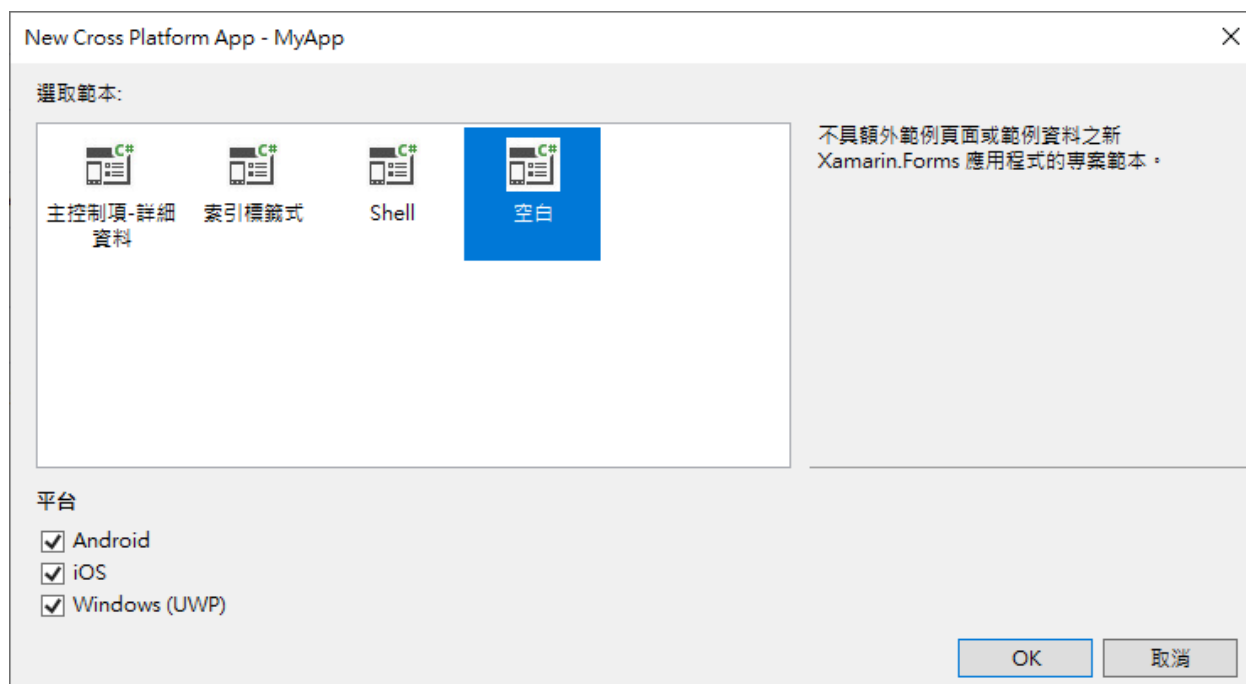 New Cross Platform App - MyApp
選取範本:
C# C# C# C#
主控制項-詳細
資料
索引標籤式
Shell
空白
不具額外範例頁面或範例資料之新
Xamarin.Forms 應用程式的專案範本。
平台
Android
iOS
Windows (UWP)
OK
取消